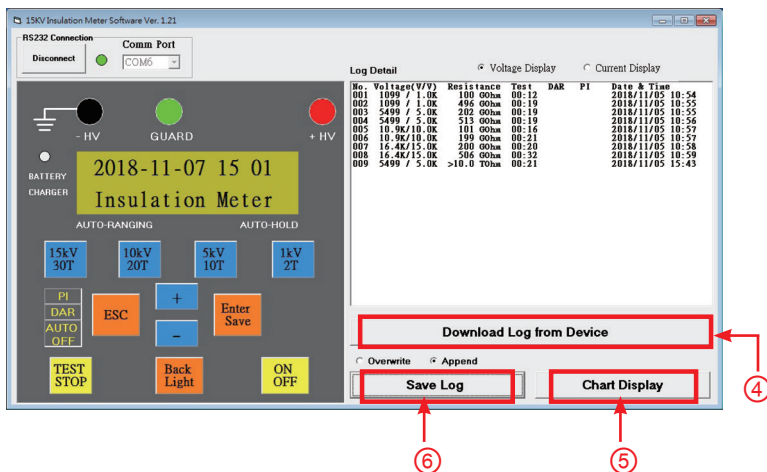 15KV Insulation Meter Software Ver. 1.21
RS232 Connection
Disconnect
Comm Port
COM6
- HV
GUARD
+ HV
BATTERY
CHARGER
2018-11-07 15 01
Insulation Meter
AUTO-RANGING
AUTO-HOLD
15kV
30T
10kV
20T
5kV
10T
1kV
2T
PI
DAR
AUTO
OFF
ESC
+
-
Enter
Save
TEST
STOP
Back
Light
ON
OFF
Log Detail
Voltage Display
Current Display
No. Voltage(V/V) Resistance Test DAR PI Date & Time
001 1099 / 1.0K 100 GOhm 00:12 2018/11/05 10:54
002 1099 / 1.0K 496 GOhm 00:19 2018/11/05 10:55
003 5499 / 5.0K 202 GOhm 00:19 2018/11/05 10:55
004 5499 / 5.0K 513 GOhm 00:19 2018/11/05 10:56
005 10.9K/10.0K 101 GOhm 00:16 2018/11/05 10:57
006 10.9K/10.0K 199 GOhm 00:21 2018/11/05 10:57
007 16.4K/15.0K 200 GOhm 00:20 2018/11/05 10:58
008 16.4K/15.0K 506 GOhm 00:32 2018/11/05 10:59
009 5499 / 5.0K >10.0 TOhm 00:21 2018/11/05 15:43
Download Log from Device
Overwrite
Append
Save Log
Chart Display
④
⑥
⑤